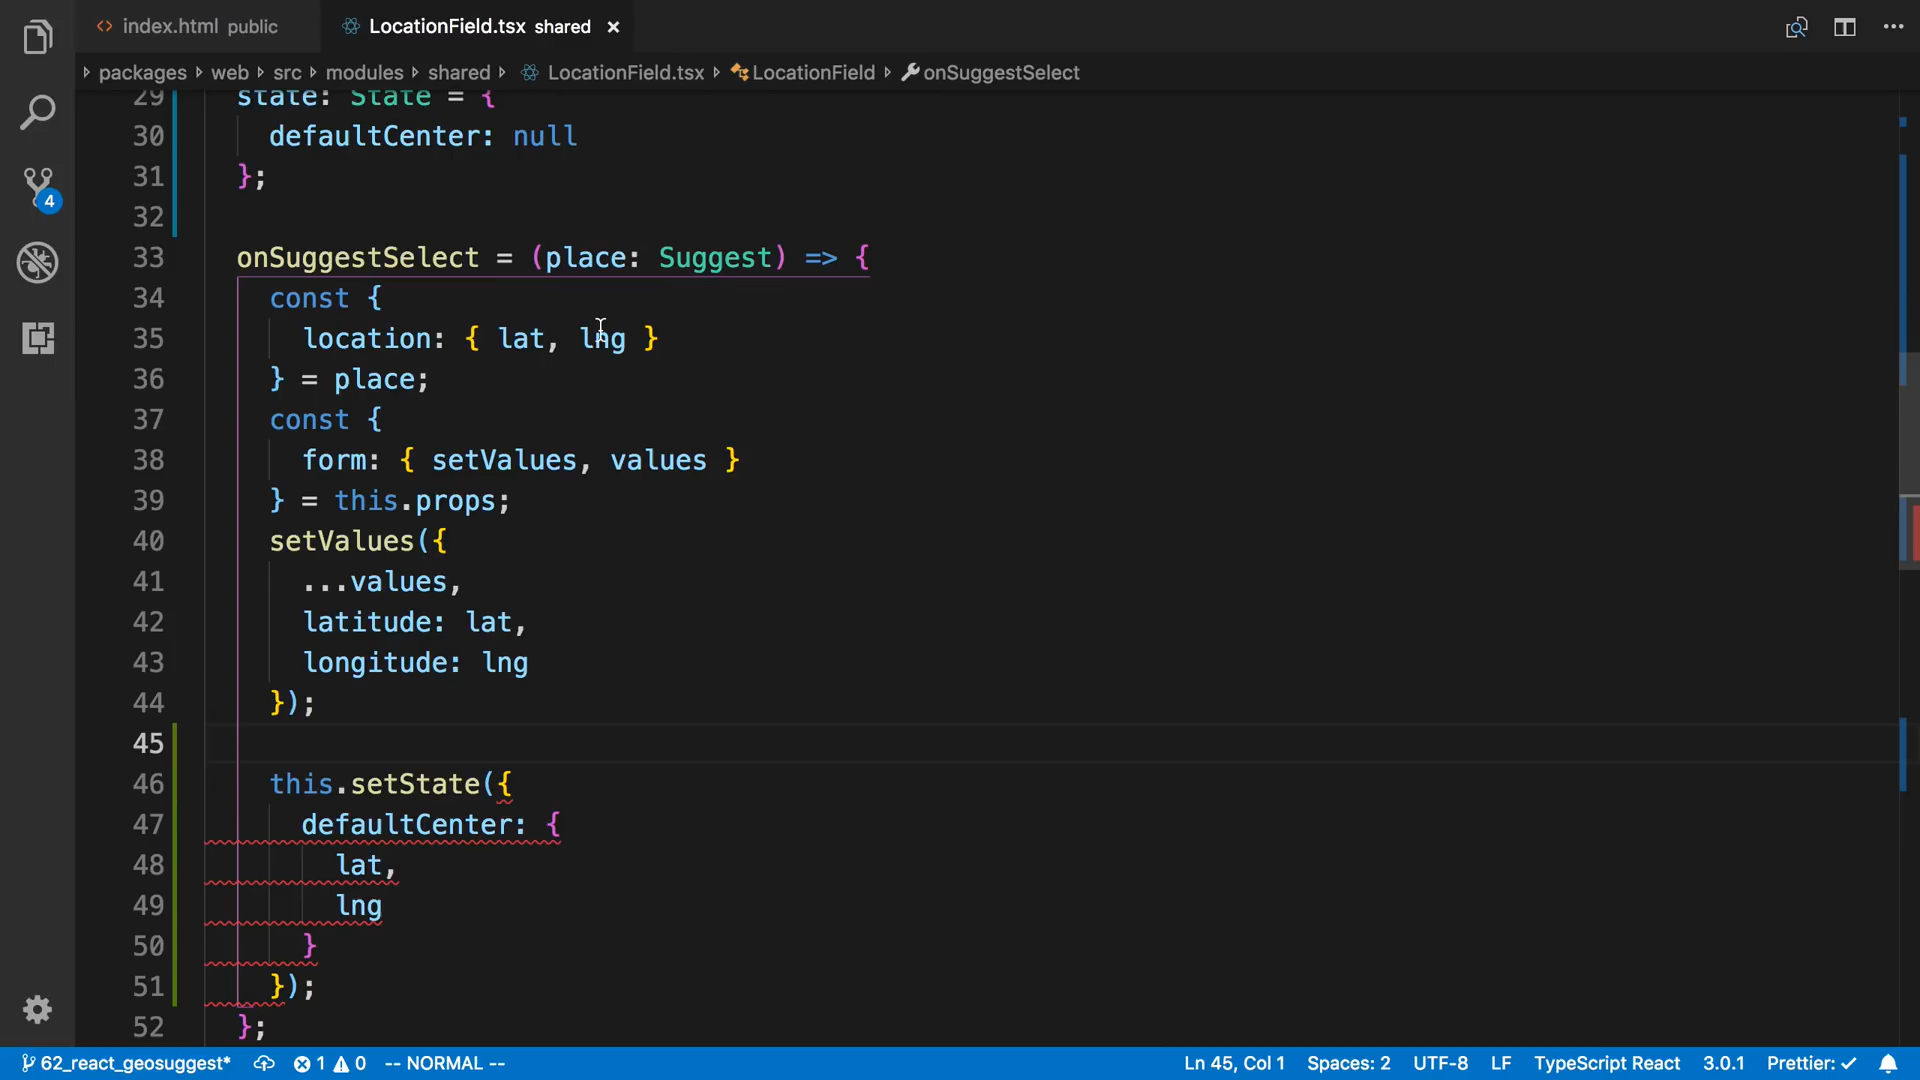 index.html public
LocationField.tsx shared
packages web src modules shared LocationField.tsx LocationField onSuggestSelect
29 state: State = {
30 defaultCenter: null
31 };
32
33 onSuggestSelect = (place: Suggest) => {
34 const {
35 location: { lat, lng }
36 } = place;
37 const {
38 form: { setValues, values }
39 } = this.props;
40 setValues({
41 ...values,
42 latitude: lat,
43 longitude: lng
44 });
45
46 this.setState({
47 defaultCenter: {
48 lat,
49 lng
50 }
51 });
52 };
4
62_react_geosuggest* 1 0 -- NORMAL -- Ln 45, Col 1 Spaces: 2 UTF-8 LF TypeScript React 3.0.1 Prettier: ✓